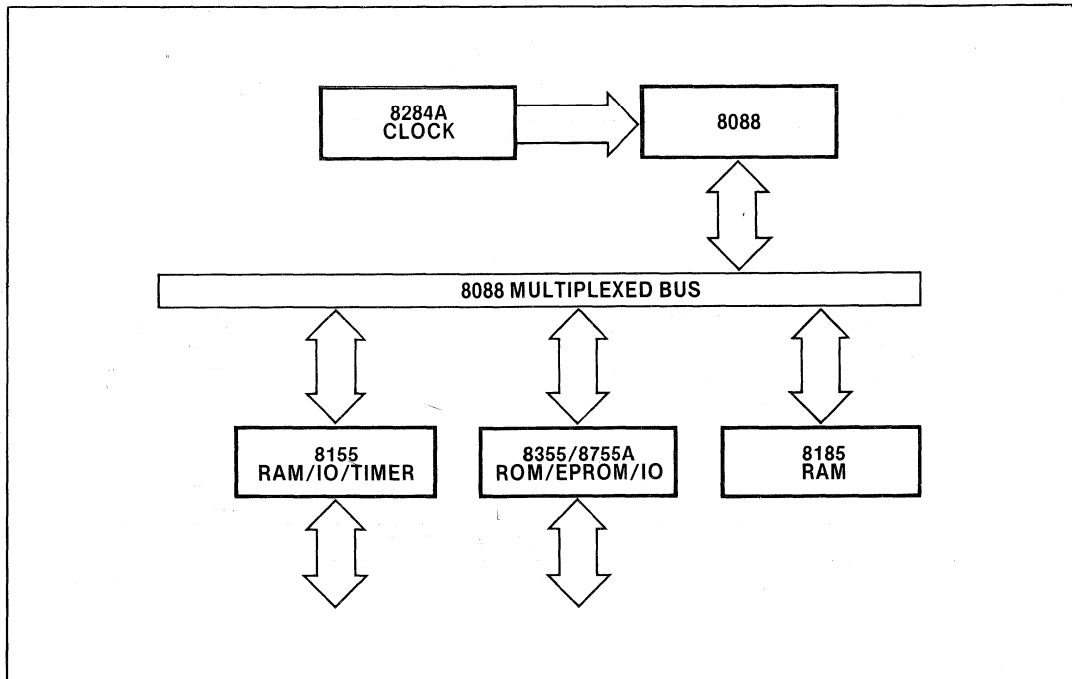 8284A
CLOCK
8088
8088 MULTIPLEXED BUS
8155
RAM/IO/TIMER
8355/8755A
ROM/EPROM/IO
8185
RAM